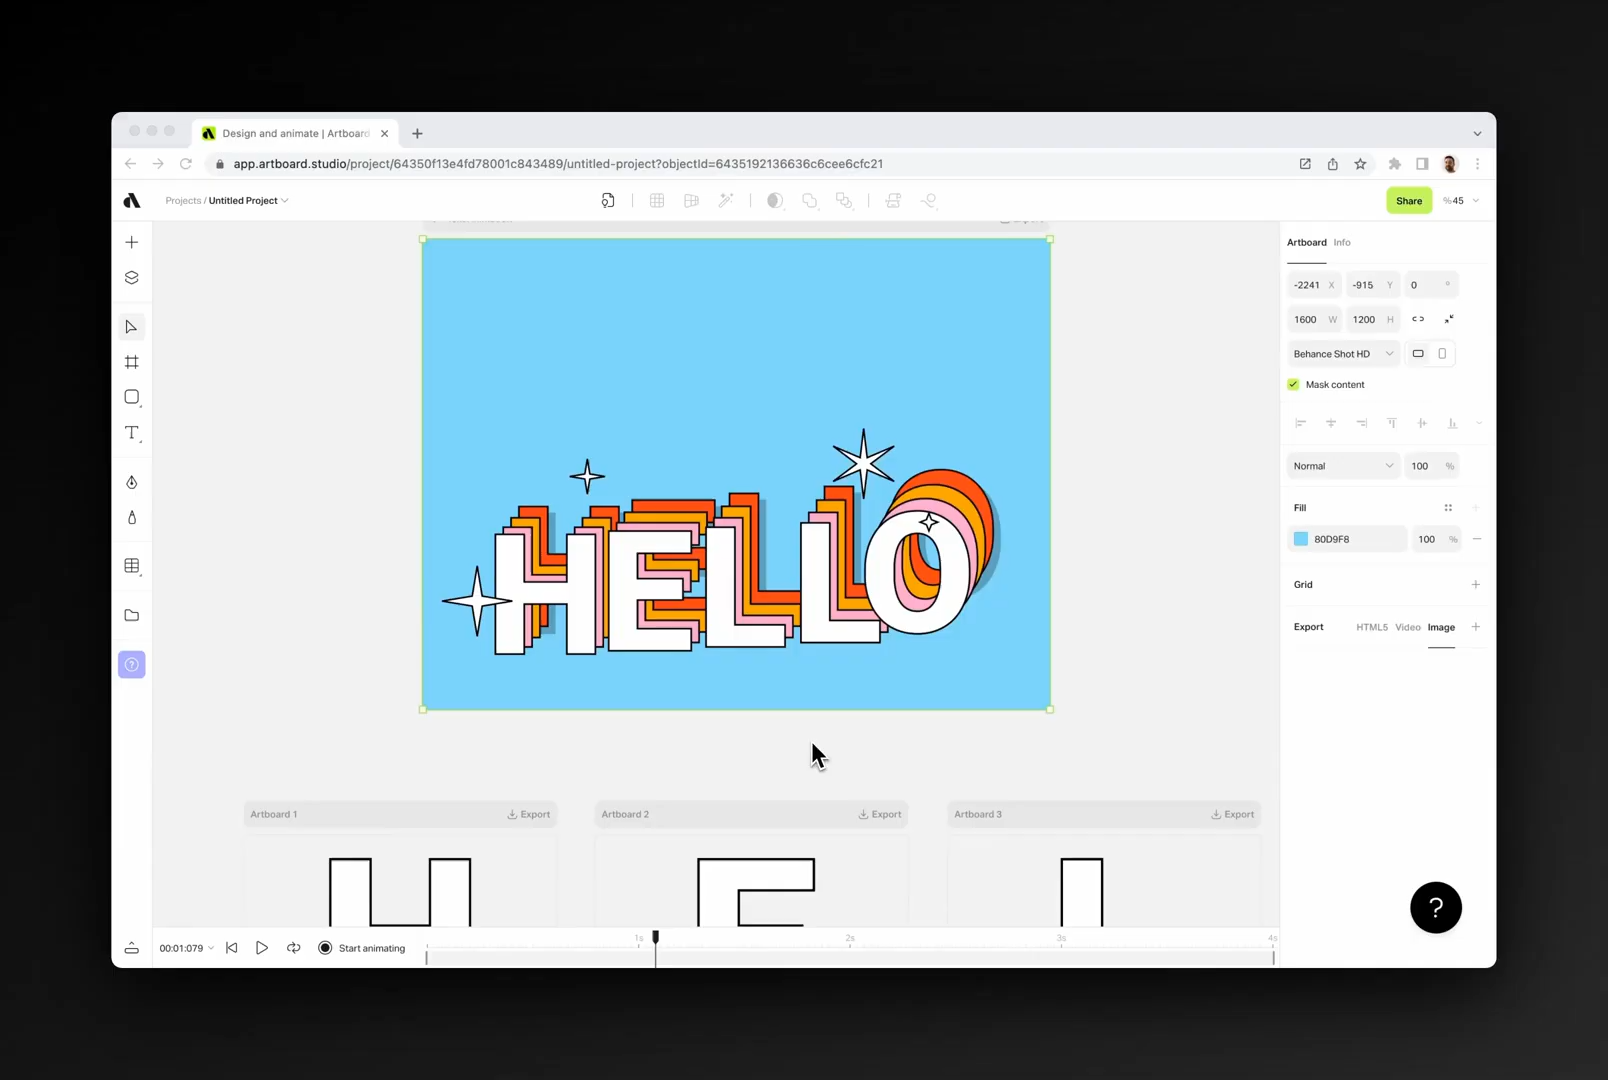 Design and animate | Artboard
app.artboard.studio/project/64350f13e4fd78001c843489/untitled-project?objectId=6435192136636c6cee6cfc21
Projects / Untitled Project
Share
%45
Artboard Info
-2241 X -915 Y 0 °
1600 W 1200 H
Behance Shot HD
Mask content
Normal 100 %
Fill
80D9F8 100 %
Grid
Export HTML5 Video Image
HELLO
Artboard 1 Export
Artboard 2 Export
Artboard 3 Export
H
E
?
00:01:079 Start animating
1s 2s 3s 4s